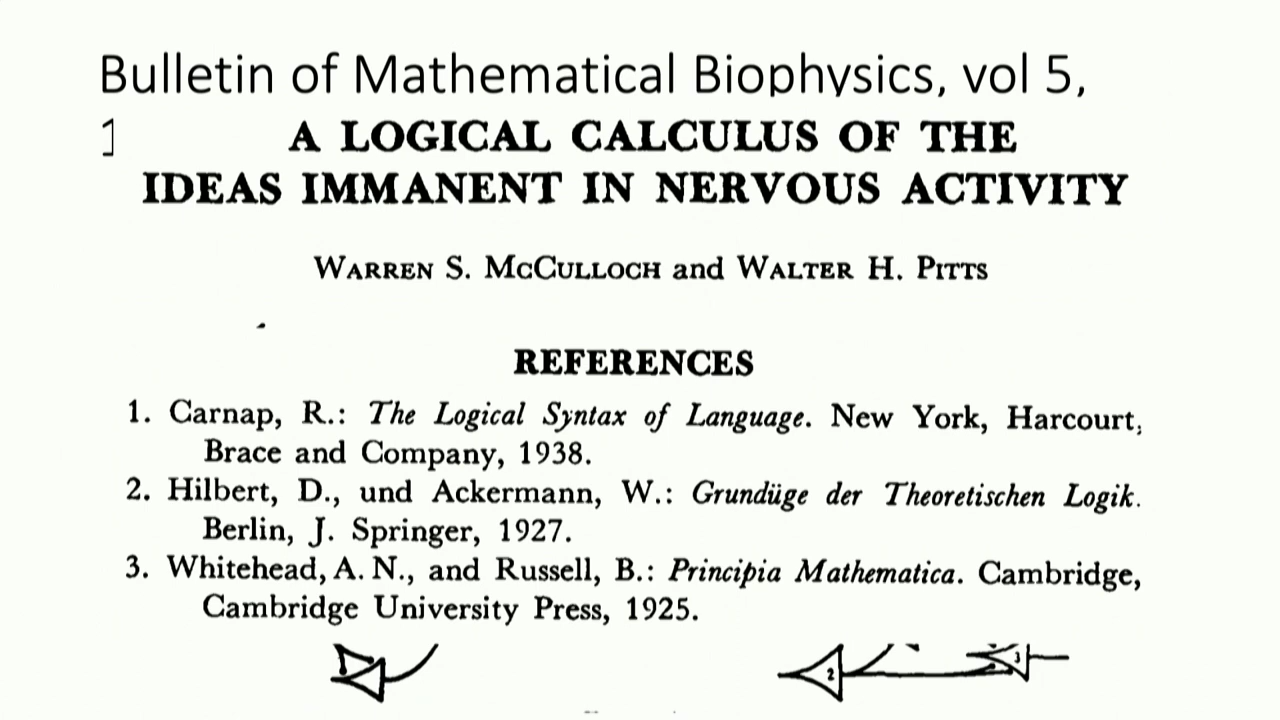 Bulletin of Mathematical Biophysics, vol 5,
1
A LOGICAL CALCULUS OF THE
IDEAS IMMANENT IN NERVOUS ACTIVITY
WARREN S. MCCULLOCH and WALTER H. PITTS
REFERENCES
1. Carnap, R.: The Logical Syntax of Language. New York, Harcourt,
Brace and Company, 1938.
2. Hilbert, D., und Ackermann, W.: Grundüge der Theoretischen Logik.
Berlin, J. Springer, 1927.
3. Whitehead, A. N., and Russell, B.: Principia Mathematica. Cambridge,
Cambridge University Press, 1925.
2 3